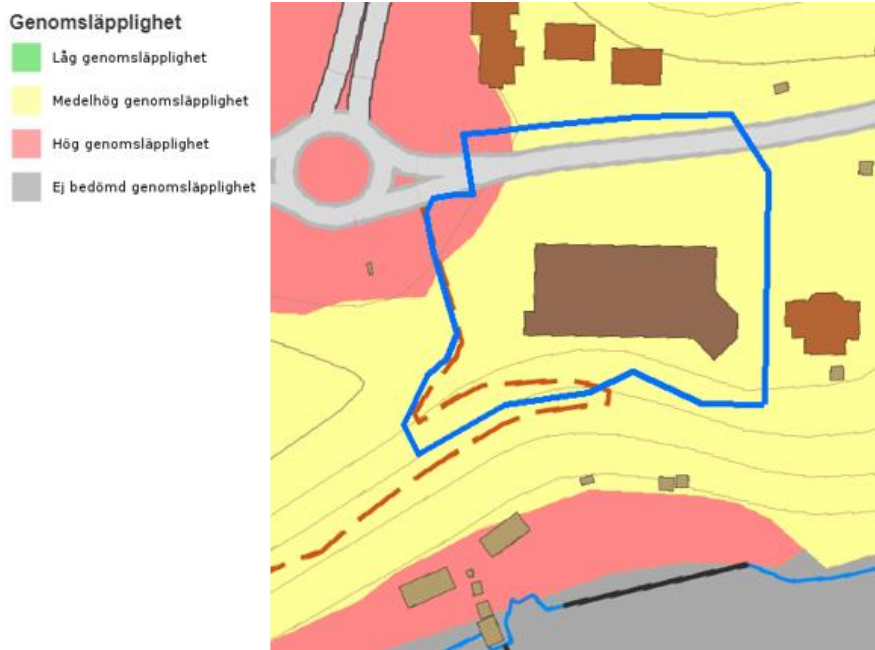 Genomsläpplighet
Låg genomsläpplighet
Medelhög genomsläpplighet
Hög genomsläpplighet
Ej bedömd genomsläpplighet